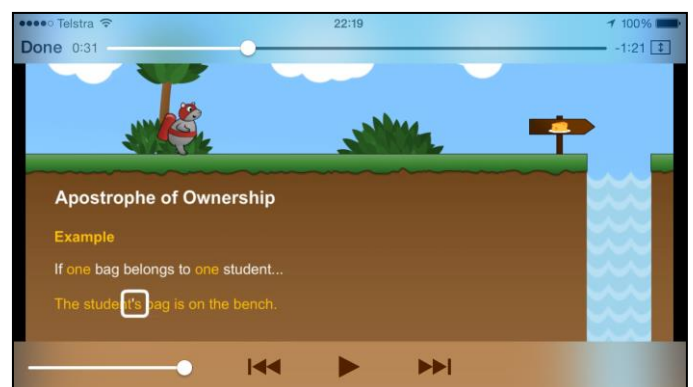 Telstra 22:19 100%
Done 0:31 -1:21
Apostrophe of Ownership
Example
If one bag belongs to one student...
The student's bag is on the bench.